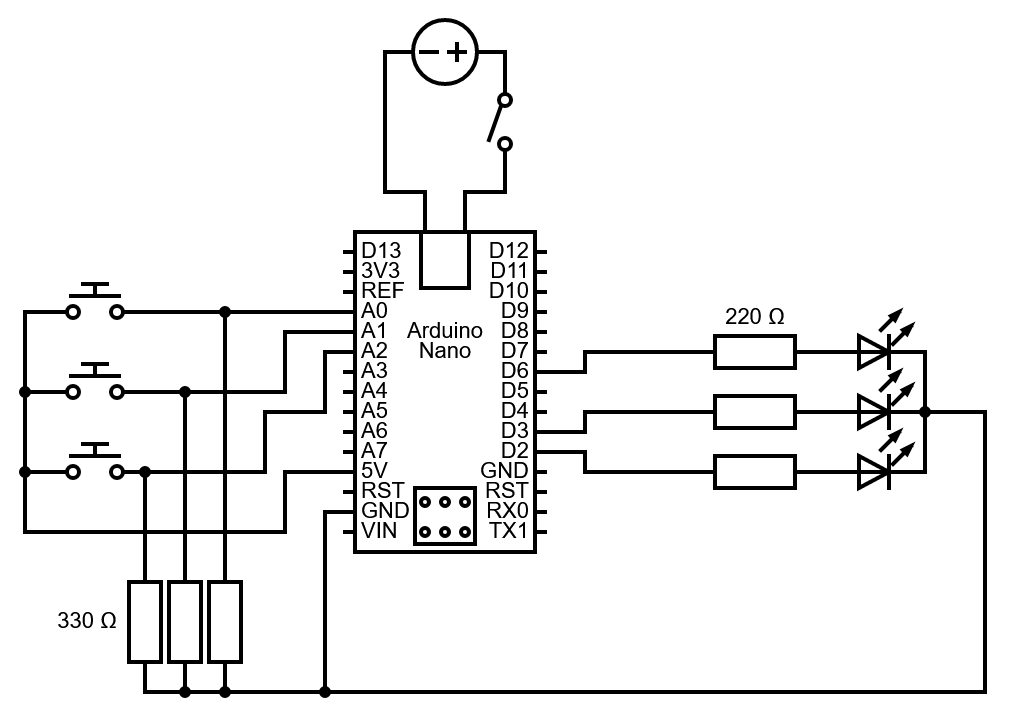 − +
D13
3V3
REF
A0
A1
A2
A3
A4
A5
A6
A7
5V
RST
GND
VIN
Arduino
Nano
D12
D11
D10
D9
D8
D7
D6
D5
D4
D3
D2
GND
RST
RX0
TX1
220 Ω
330 Ω